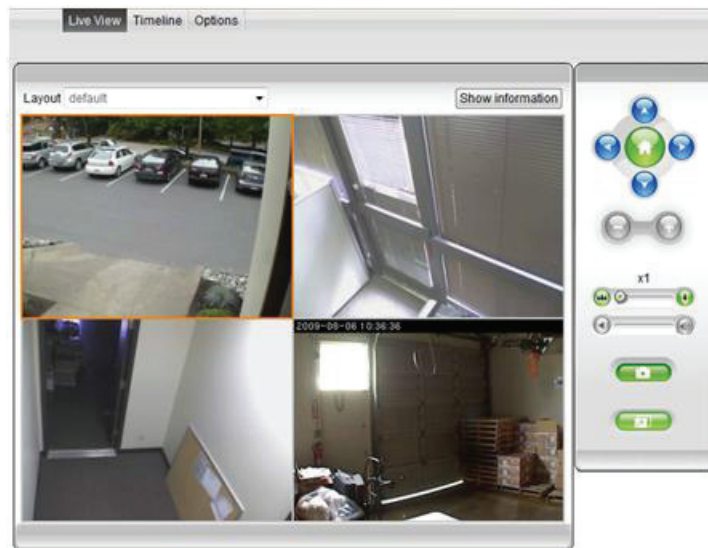 Live View Timeline Options
Layout default Show information
x1
2009-08-06 10:36:36